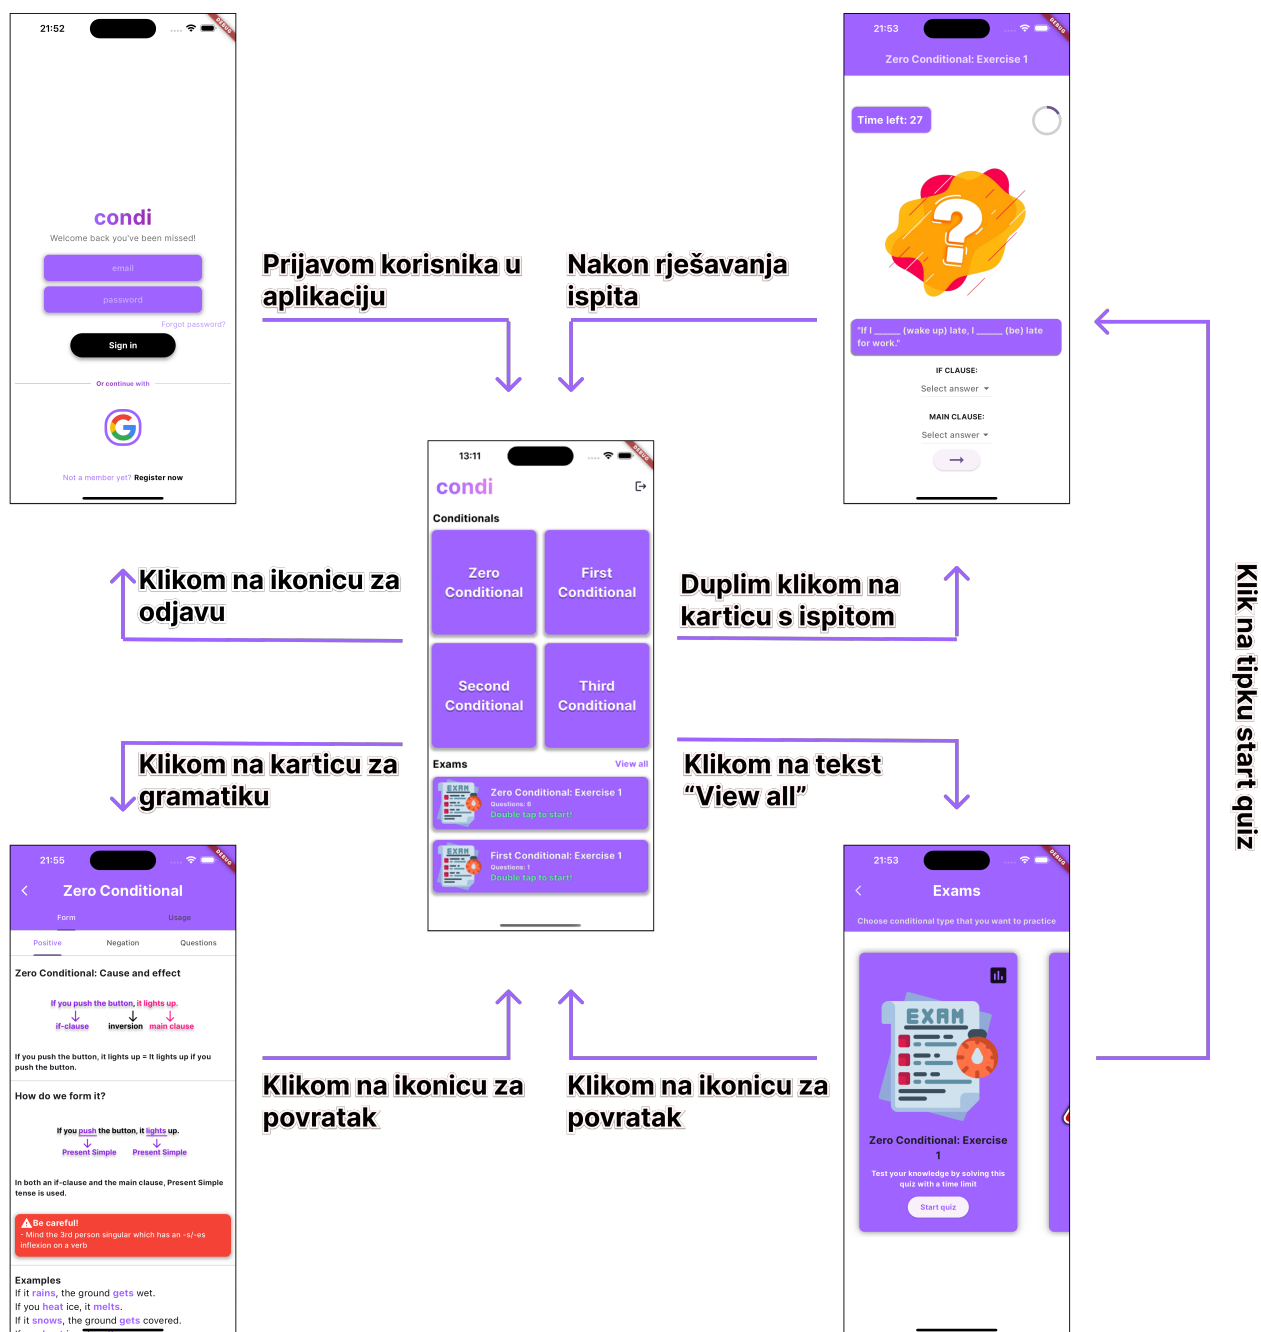 21:52
DEBUG
condi
Welcome back you've been missed!
email
password
Forgot password?
Sign in
Or continue with
Not a member yet? Register now
Prijavom korisnika u
aplikaciju
Nakon rješavanja
ispita
21:53
DEBUG
Zero Conditional: Exercise 1
Time left: 27
"If I ______ (wake up) late, I ______ (be) late
for work."
IF CLAUSE:
Select answer
MAIN CLAUSE:
Select answer
13:11
DEBUG
condi
Conditionals
Zero
Conditional
First
Conditional
Second
Conditional
Third
Conditional
Exams
View all
EXAM
Zero Conditional: Exercise 1
Questions: 6
Double tap to start!
EXAM
First Conditional: Exercise 1
Questions: 1
Double tap to start!
Klikom na ikonicu za
odjavu
Duplim klikom na
karticu s ispitom
Klikom na karticu za
gramatiku
Klikom na tekst
“View all”
Klik na tipku start quiz
21:55
DEBUG
Zero Conditional
Form
Usage
Positive
Negation
Questions
Zero Conditional: Cause and effect
If you push the button, it lights up.
if-clause
inversion
main clause
If you push the button, it lights up = It lights up if you
push the button.
How do we form it?
If you push the button, it lights up.
Present Simple
Present Simple
In both an if-clause and the main clause, Present Simple
tense is used.
Be careful!
- Mind the 3rd person singular which has an -s/-es
inflexion on a verb
Examples
If it rains, the ground gets wet.
If you heat ice, it melts.
If it snows, the ground gets covered.
Klikom na ikonicu za
povratak
Klikom na ikonicu za
povratak
21:53
DEBUG
Exams
Choose conditional type that you want to practice
EXAM
Zero Conditional: Exercise
1
Test your knowledge by solving this
quiz with a time limit
Start quiz